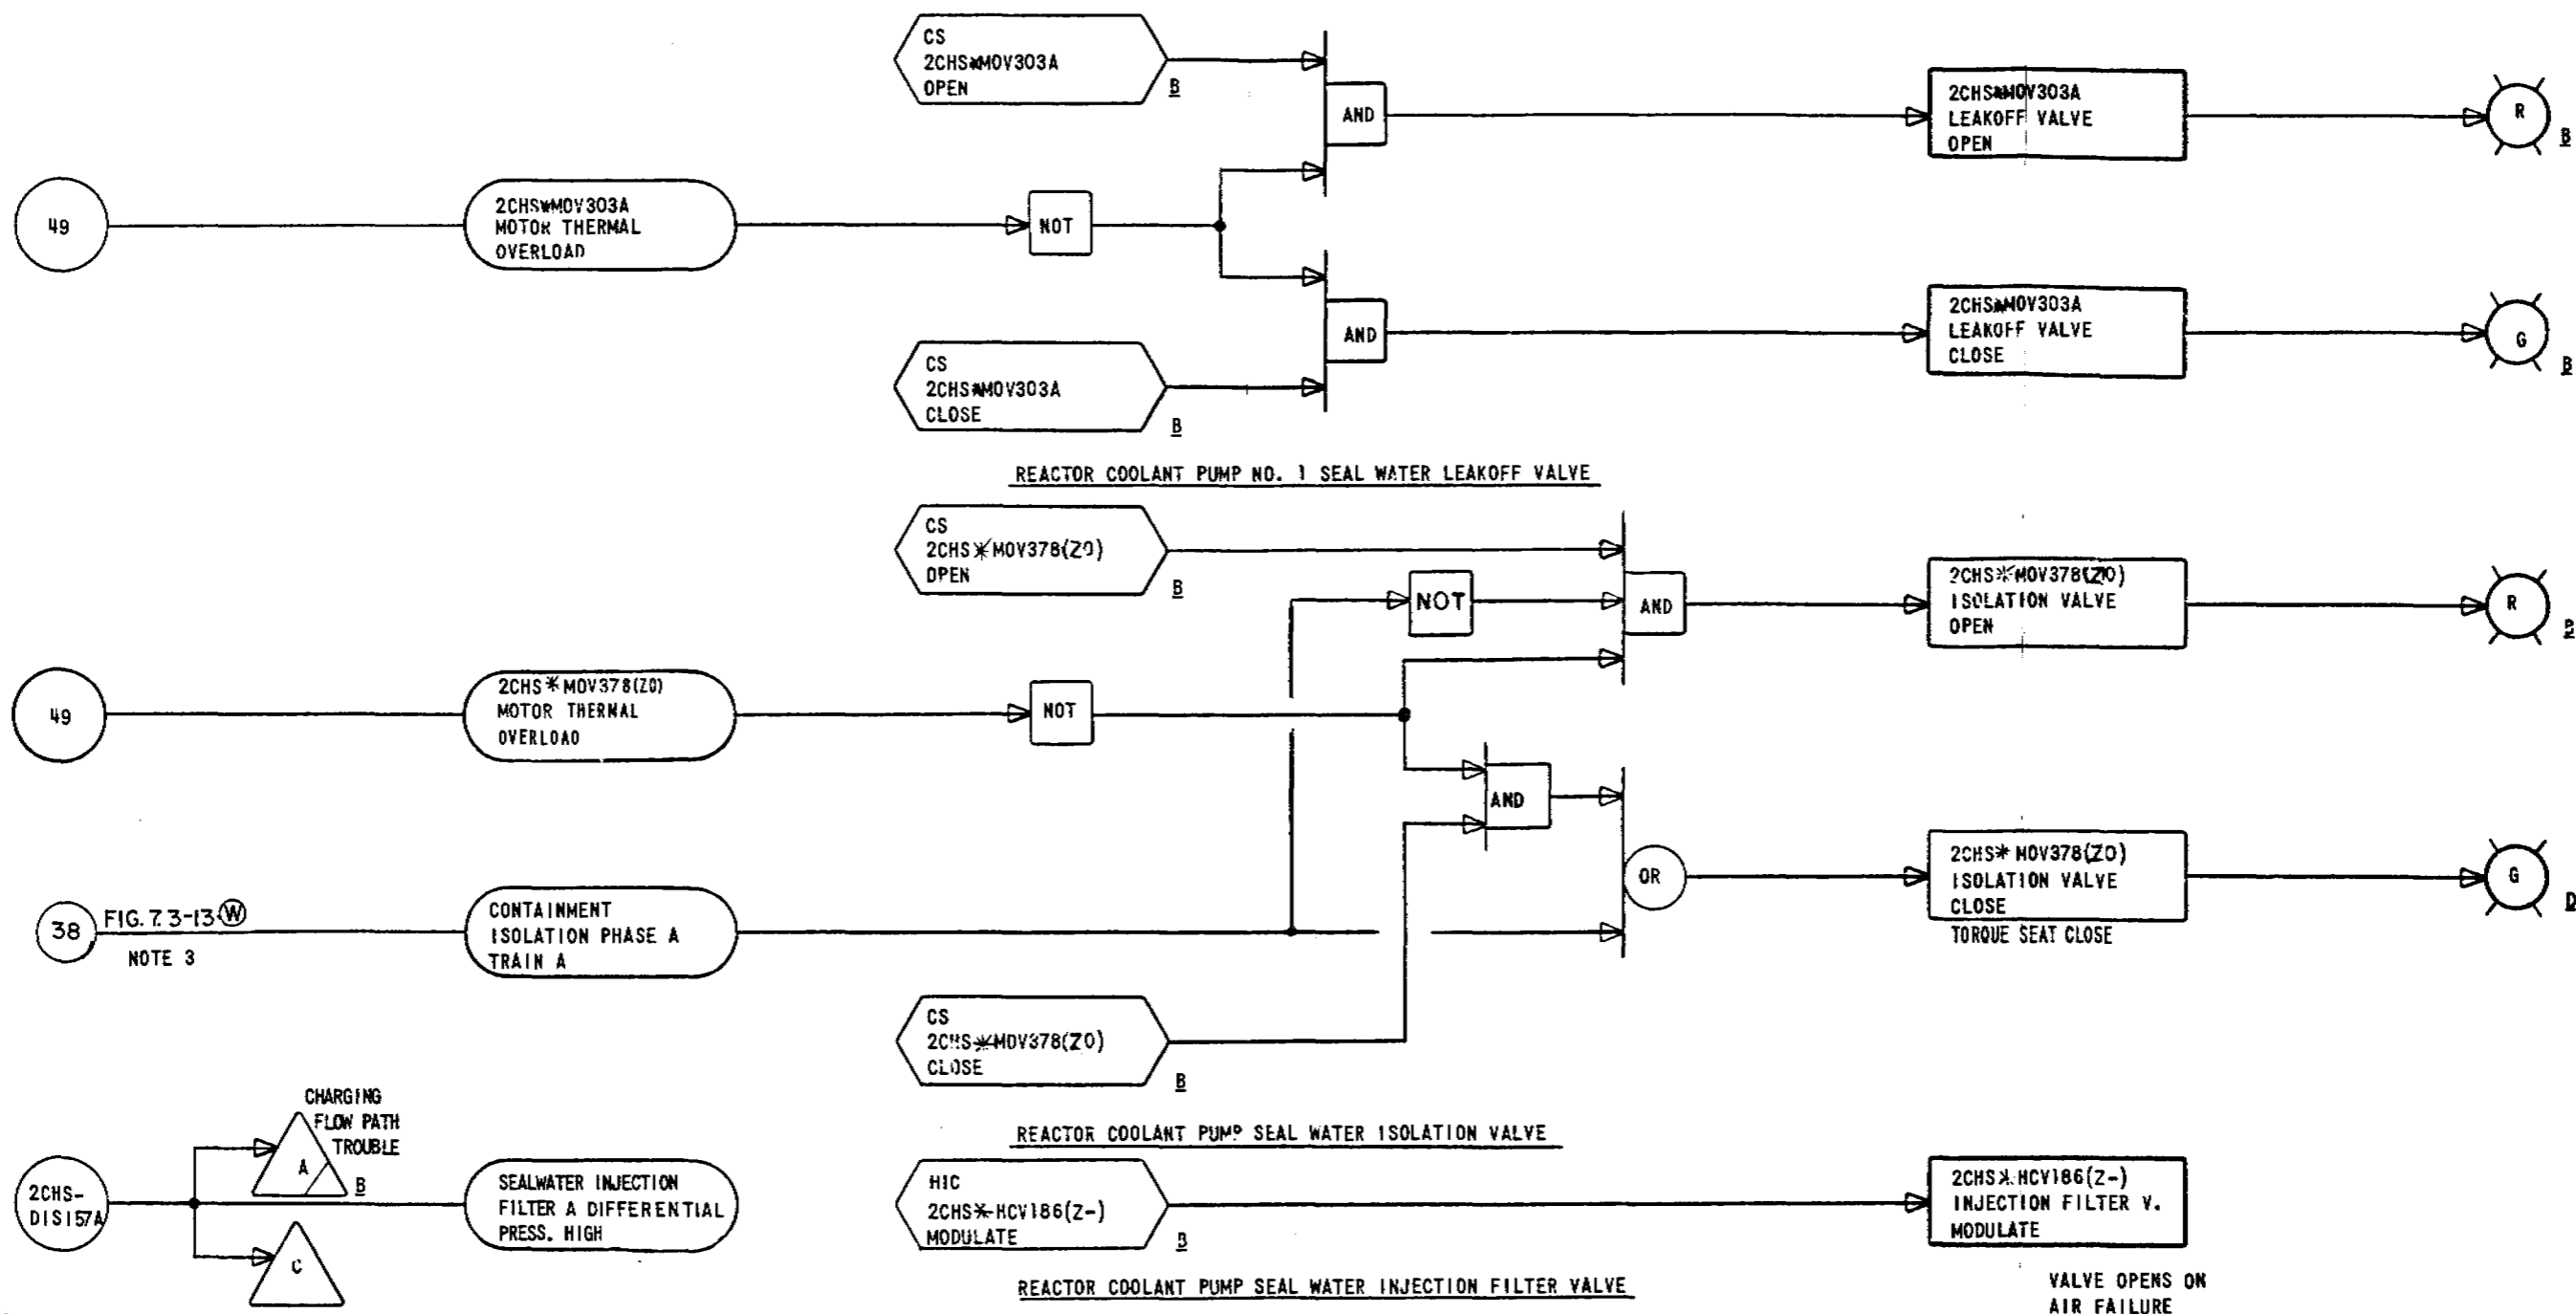 CS
2CHS*MOV303A
OPEN
B
AND
2CHS*MOV303A
LEAKOFF VALVE
OPEN
R
B
49
2CHS*MOV303A
MOTOR THERMAL
OVERLOAD
NOT
CS
2CHS*MOV303A
CLOSE
B
AND
2CHS*MOV303A
LEAKOFF VALVE
CLOSE
G
B
REACTOR COOLANT PUMP NO. 1 SEAL WATER LEAKOFF VALVE
CS
2CHS*MOV378(ZO)
OPEN
B
NOT
AND
2CHS*MOV378(ZO)
ISOLATION VALVE
OPEN
R
B
49
2CHS*MOV378(ZO)
MOTOR THERMAL
OVERLOAD
NOT
AND
38
FIG. 7.3-13 W
NOTE 3
CONTAINMENT
ISOLATION PHASE A
TRAIN A
OR
2CHS*MOV378(ZO)
ISOLATION VALVE
CLOSE
TORQUE SEAT CLOSE
G
CS
2CHS*MOV378(ZO)
CLOSE
B
REACTOR COOLANT PUMP SEAL WATER ISOLATION VALVE
CHARGING
FLOW PATH
TROUBLE
A
B
2CHS-
DIS157A
C
SEALWATER INJECTION
FILTER A DIFFERENTIAL
PRESS. HIGH
HIC
2CHS*HCV186(Z-)
MODULATE
B
2CHS*HCV186(Z-)
INJECTION FILTER V.
MODULATE
REACTOR COOLANT PUMP SEAL WATER INJECTION FILTER VALVE
VALVE OPENS ON
AIR FAILURE